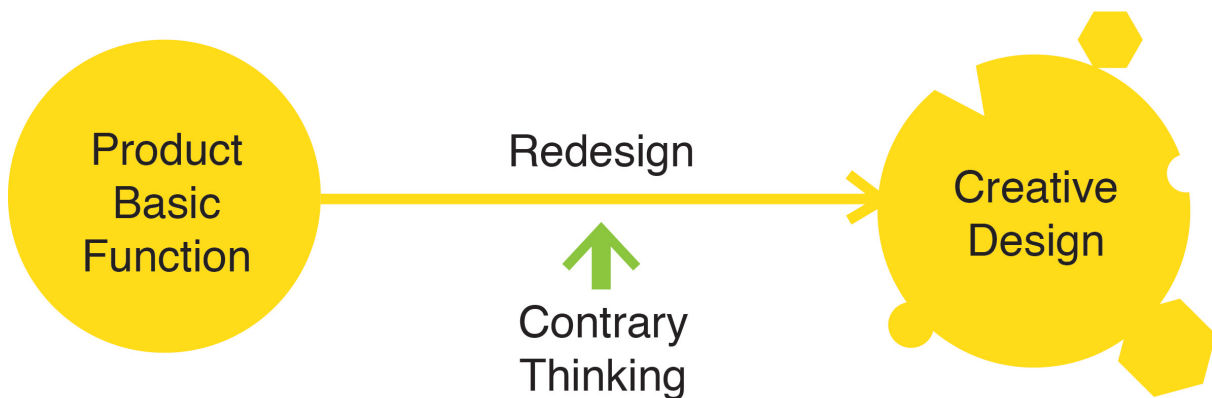 Product
Basic
Function
Redesign
Contrary
Thinking
Creative
Design